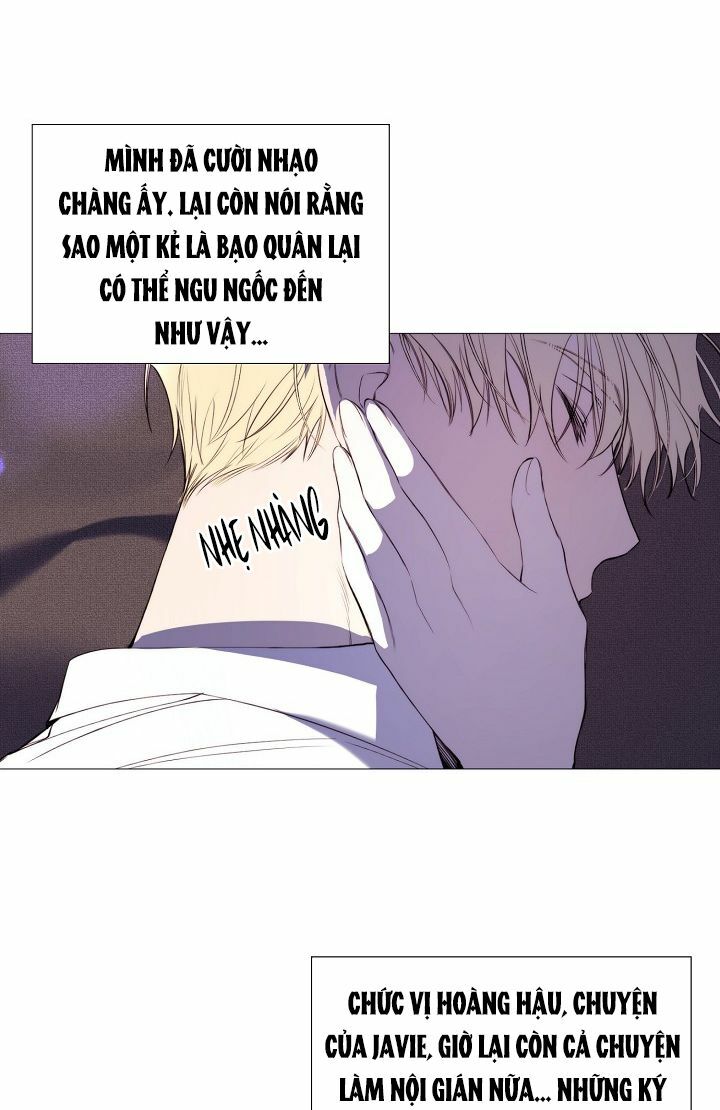 MÌNH ĐÃ CƯỜI NHẠO
CHÀNG ẤY. LẠI CÒN NÓI RẰNG
SAO MỘT KẺ LÀ BẠO QUÂN LẠI
CÓ THỂ NGU NGỐC ĐẾN
NHƯ VẬY...
NHẸ NHÀNG
CHỨC VỊ HOÀNG HẬU, CHUYỆN
CỦA JAVIE, GIỜ LẠI CÒN CẢ CHUYỆN
LÀM NỘI GIÁN NỮA... NHỮNG KÝ